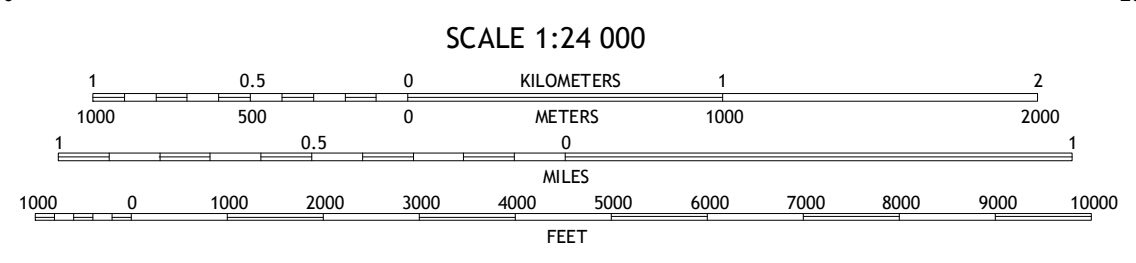 SCALE 1:24 000
1 0.5 0 KILOMETERS 1 2
1000 500 0 METERS 1000 2000
1 0.5 0 1
MILES
1000 0 1000 2000 3000 4000 5000 6000 7000 8000 9000 10000
FEET